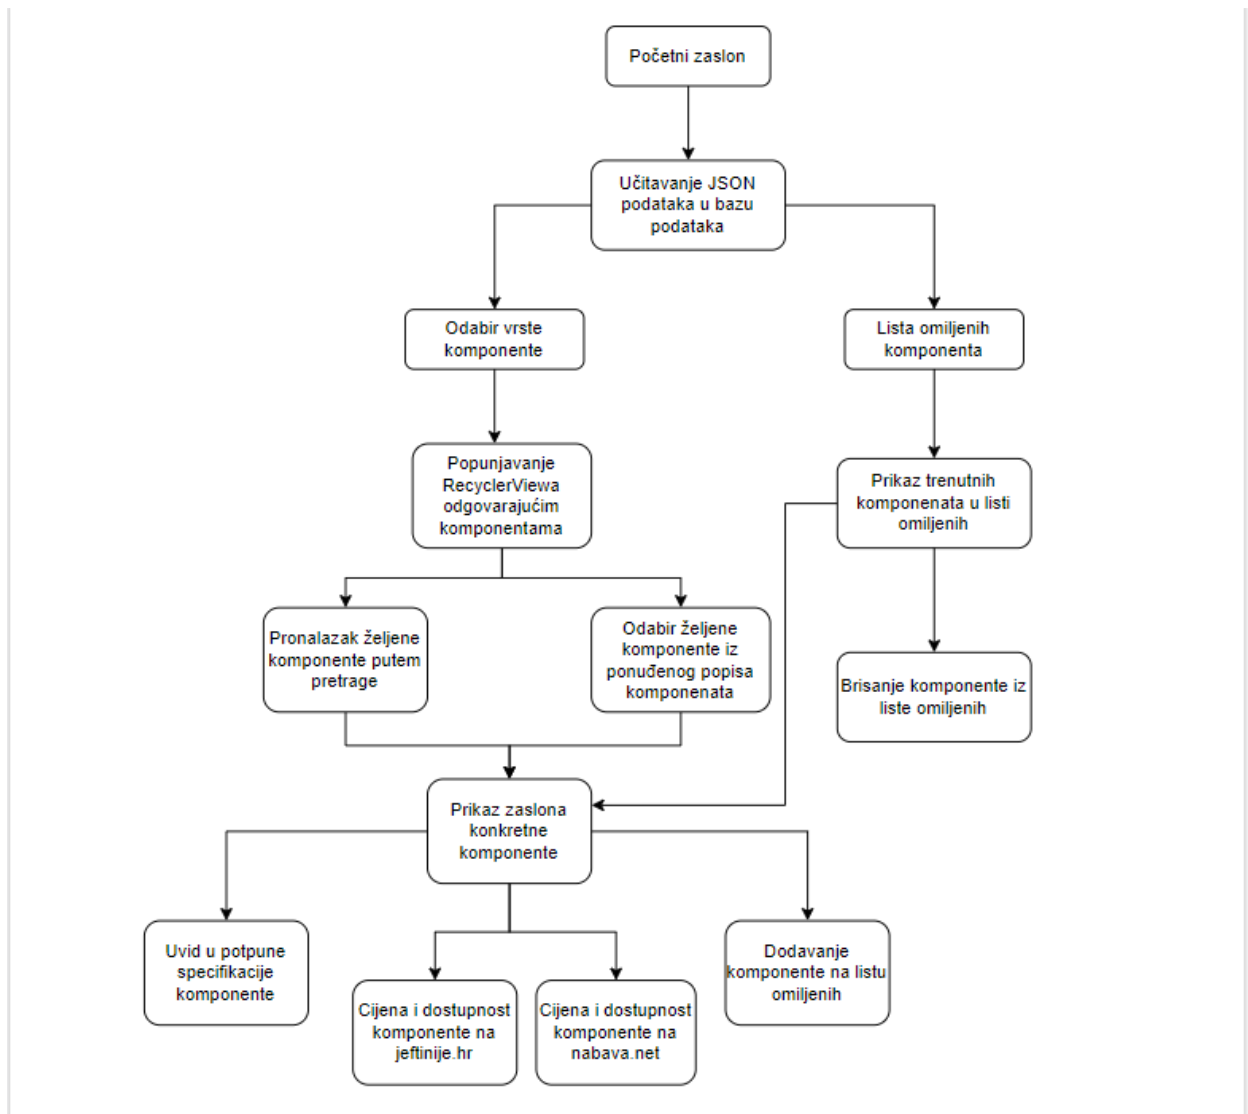 Početni zaslon
Učitavanje JSON
podataka u bazu
podataka
Odabir vrste
komponente
Lista omiljenih
komponenta
Popunjavanje
RecyclerViewa
odgovarajućim
komponentama
Prikaz trenutnih
komponenata u listi
omiljenih
Pronalazak željene
komponente putem
pretrage
Odabir željene
komponente iz
ponuđenog popisa
komponenata
Brisanje komponente iz
liste omiljenih
Prikaz zaslona
konkretne
komponente
Uvid u potpune
specifikacije
komponente
Cijena i dostupnost
komponente na
jeftinije.hr
Cijena i dostupnost
komponente na
nabava.net
Dodavanje
komponente na listu
omiljenih